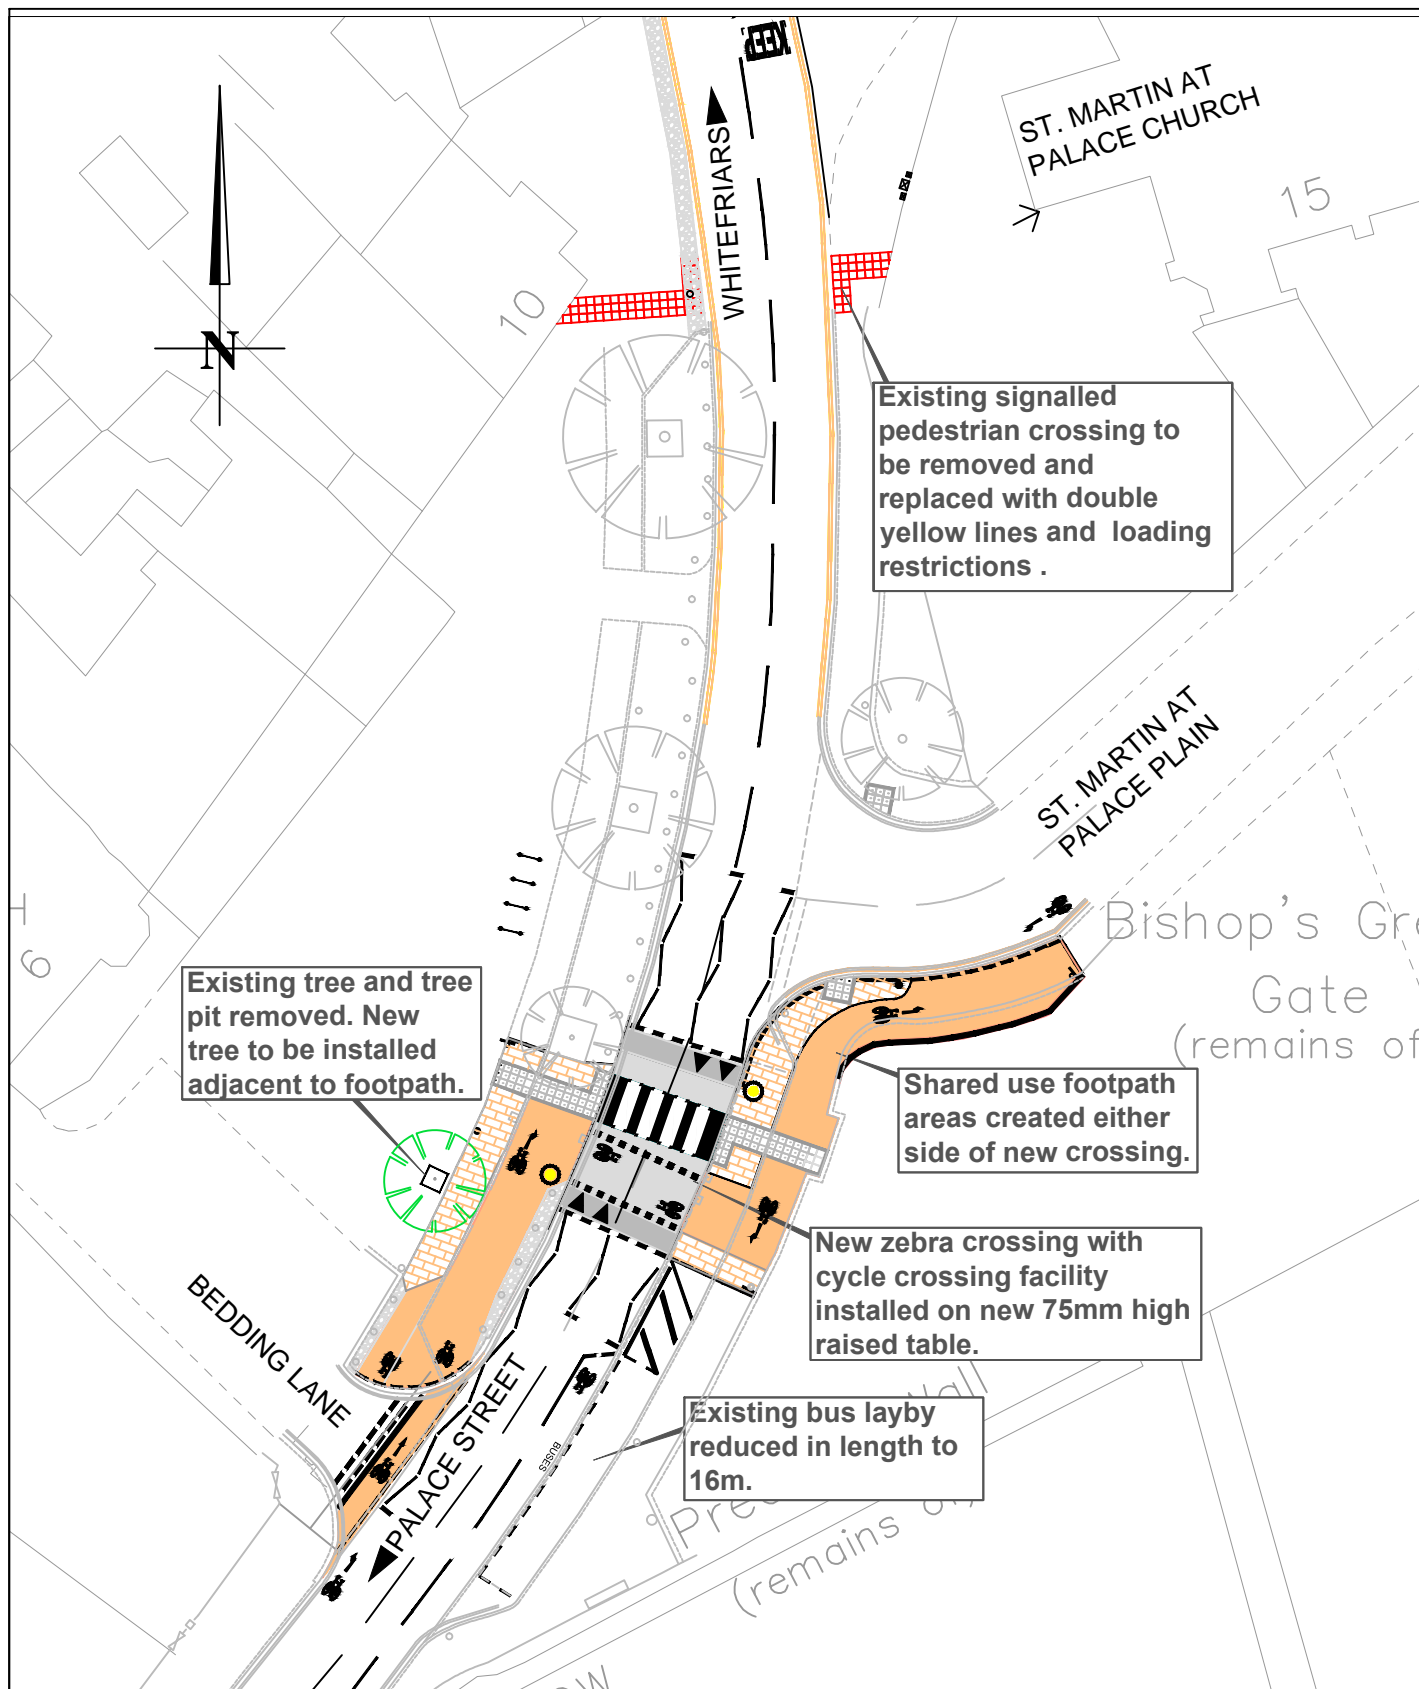 KEEP
ST. MARTIN AT
PALACE CHURCH
15
WHITEFRIARS
10
N
Existing signalled
pedestrian crossing to
be removed and
replaced with double
yellow lines and loading
restrictions .
ST. MARTIN AT
PALACE PLAIN
Bishop's Gre
Gate
(remains of
H
6
Existing tree and tree
pit removed. New
tree to be installed
adjacent to footpath.
Shared use footpath
areas created either
side of new crossing.
New zebra crossing with
cycle crossing facility
installed on new 75mm high
raised table.
BEDDING LANE
PALACE STREET
BUSES
Existing bus layby
reduced in length to
16m.
(remains of)